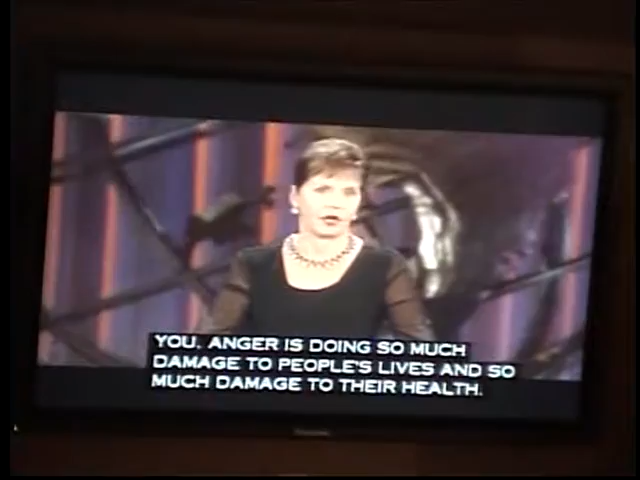 YOU. ANGER IS DOING SO MUCH
DAMAGE TO PEOPLE'S LIVES AND SO
MUCH DAMAGE TO THEIR HEALTH.